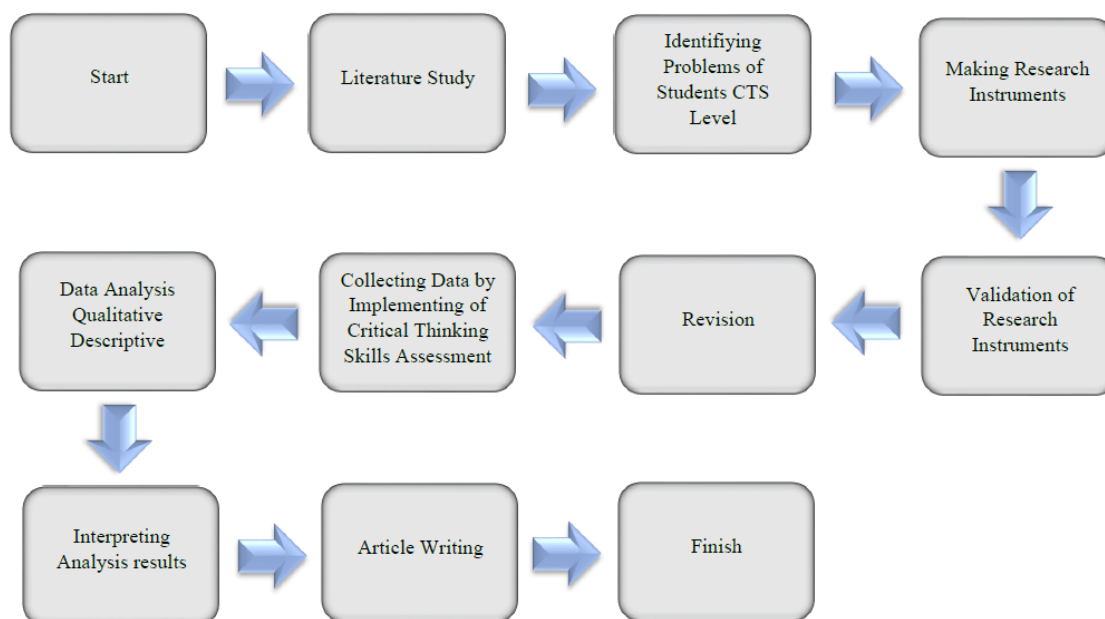 Start
Literature Study
Identifiying
Problems of
Students CTS
Level
Making Research
Instruments
Validation of
Research
Instruments
Revision
Collecting Data by
Implementing of
Critical Thinking
Skills Assessment
Data Analysis
Qualitative
Descriptive
Interpreting
Analysis results
Article Writing
Finish